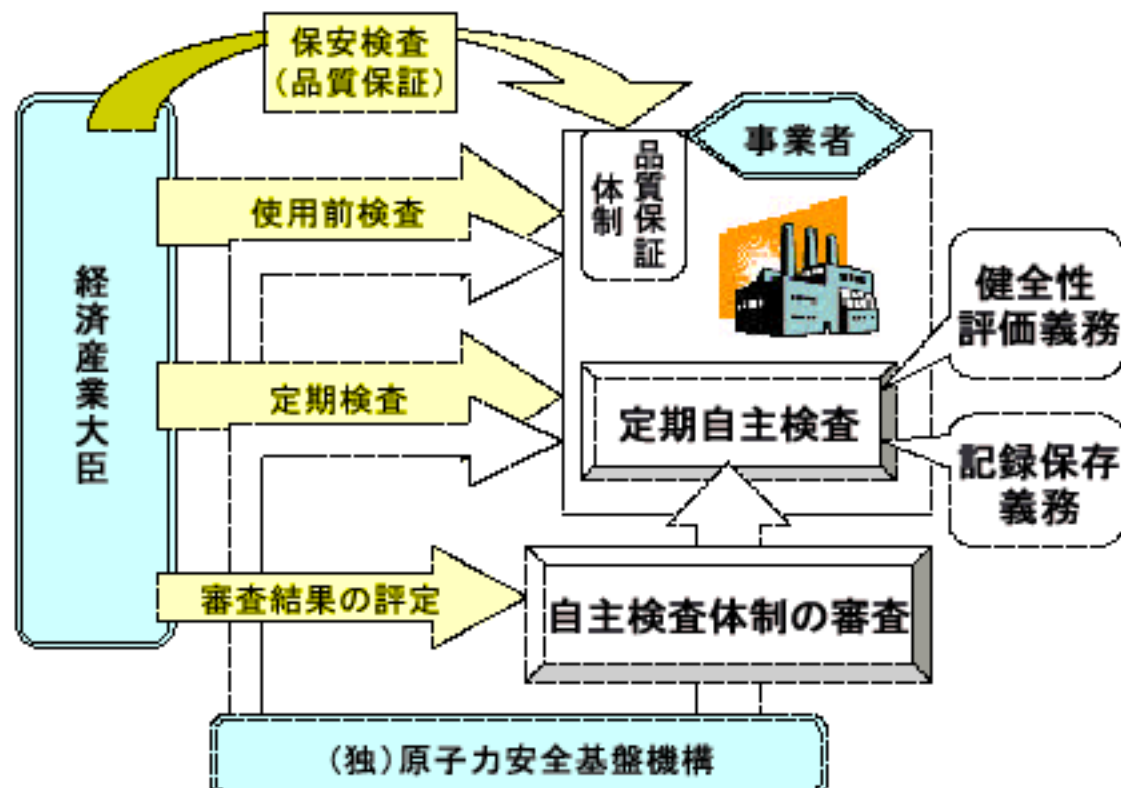 保安検査
(品質保証)
事業者
品質保証
体制
使用前検査
経済産業大臣
健全性
評価義務
定期検査
定期自主検査
記録保存
義務
審査結果の評定
自主検査体制の審査
(独)原子力安全基盤機構